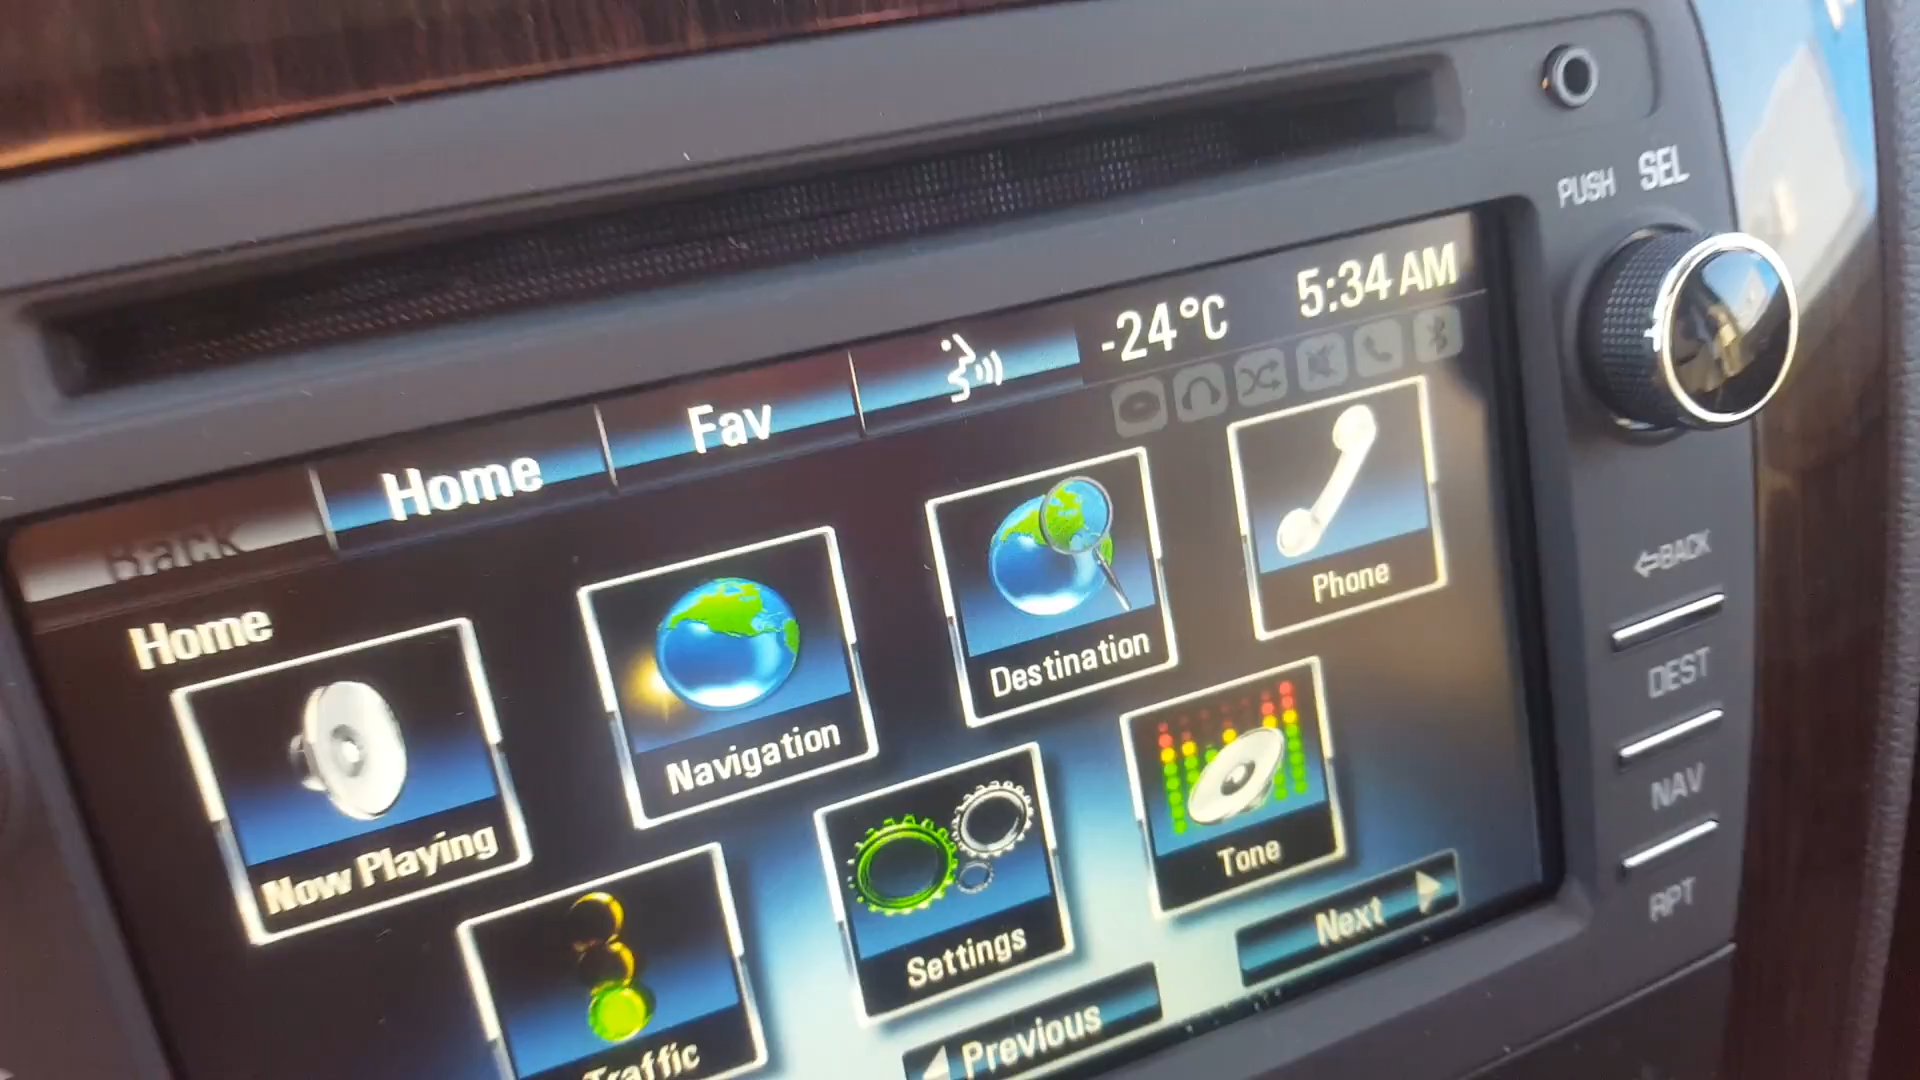 PUSH SEL
-24°C 5:34 AM
Back Home Fav
Home
Now Playing Navigation Destination Phone
Traffic Settings Tone
Previous Next
BACK
DEST
NAV
RPT